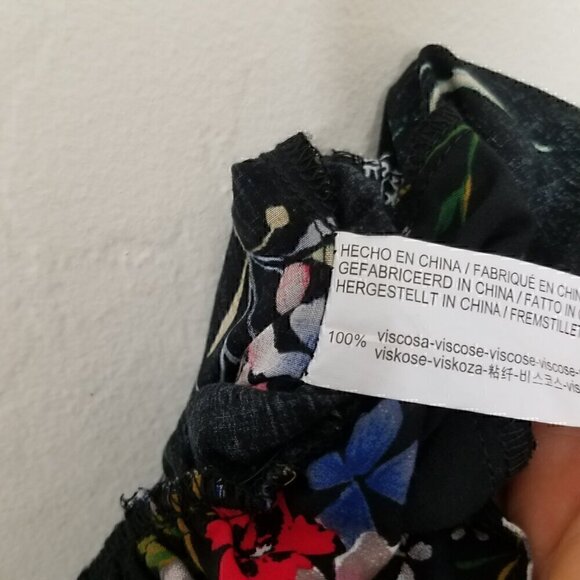 HECHO EN CHINA / FABRIQUÉ EN CHIN
GEFABRICEERD IN CHINA / FATTO IN
HERGESTELLT IN CHINA / FREMSTILLET
100% viscosa-viscose-viscose-viscose-
viskose-viskoza-粘纤-비스코스-